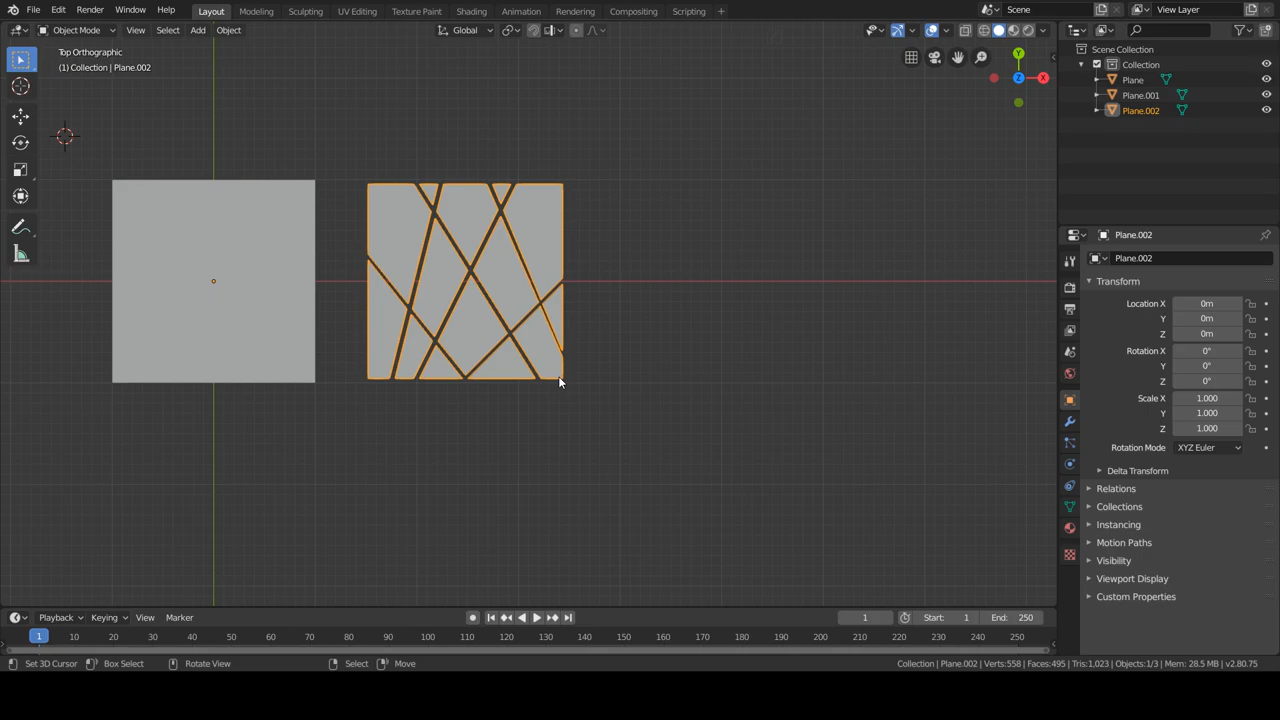 File Edit Render Window Help Layout Modeling Sculpting UV Editing Texture Paint Shading Animation Rendering Compositing Scripting + Scene View Layer
Object Mode View Select Add Object Global
Top Orthographic
(1) Collection | Plane.002
Y
Z X
Scene Collection
Collection
Plane
Plane.001
Plane.002
Plane.002
Plane.002
Transform
Location X 0m
Y 0m
Z 0m
Rotation X 0°
Y 0°
Z 0°
Scale X 1.000
Y 1.000
Z 1.000
Rotation Mode XYZ Euler
Delta Transform
Relations
Collections
Instancing
Motion Paths
Visibility
Viewport Display
Custom Properties
Playback Keying View Marker 1 Start: 1 End: 250
1 10 20 30 40 50 60 70 80 90 100 110 120 130 140 150 160 170 180 190 200 210 220 230 240 250
Set 3D Cursor Box Select Rotate View Select Move Collection | Plane.002 | Verts:558 | Faces:495 | Tris:1,023 | Objects:1/3 | Mem: 28.5 MB | v2.80.75